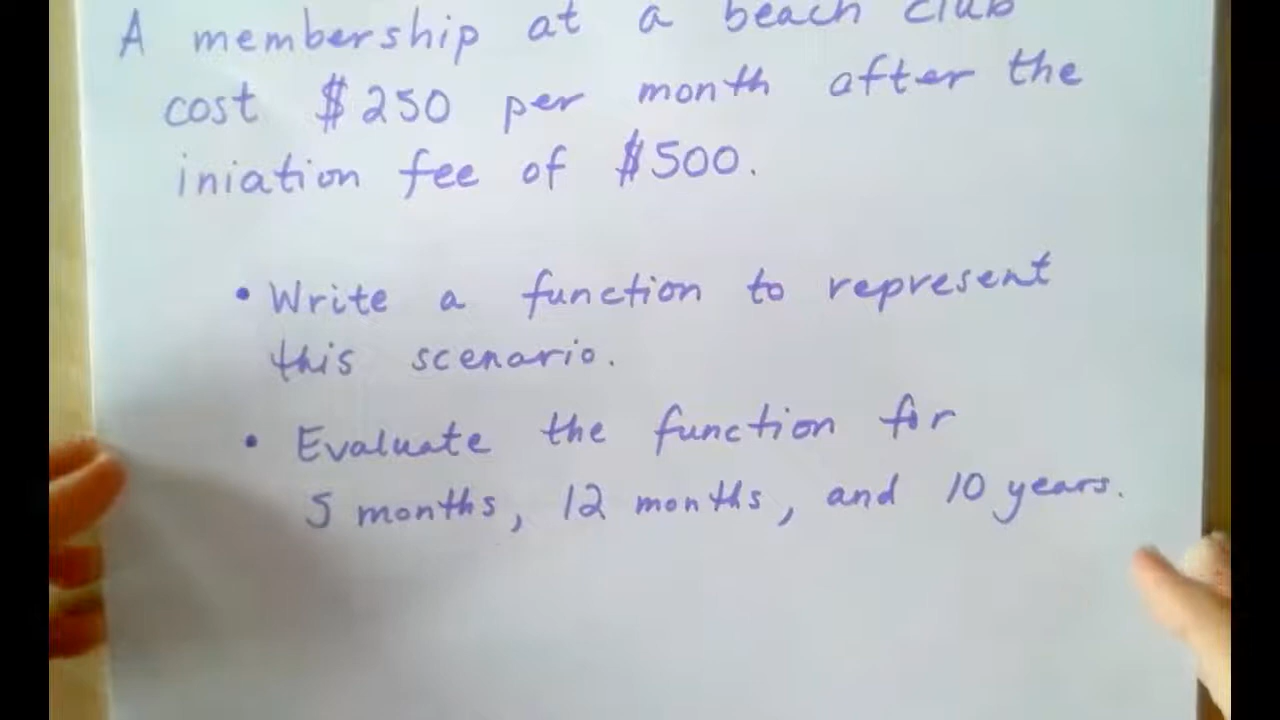 A membership at a beach club
cost $250 per month after the
iniation fee of $500.
• Write a function to represent
this scenario.
• Evaluate the function for
5 months, 12 months, and 10 years.